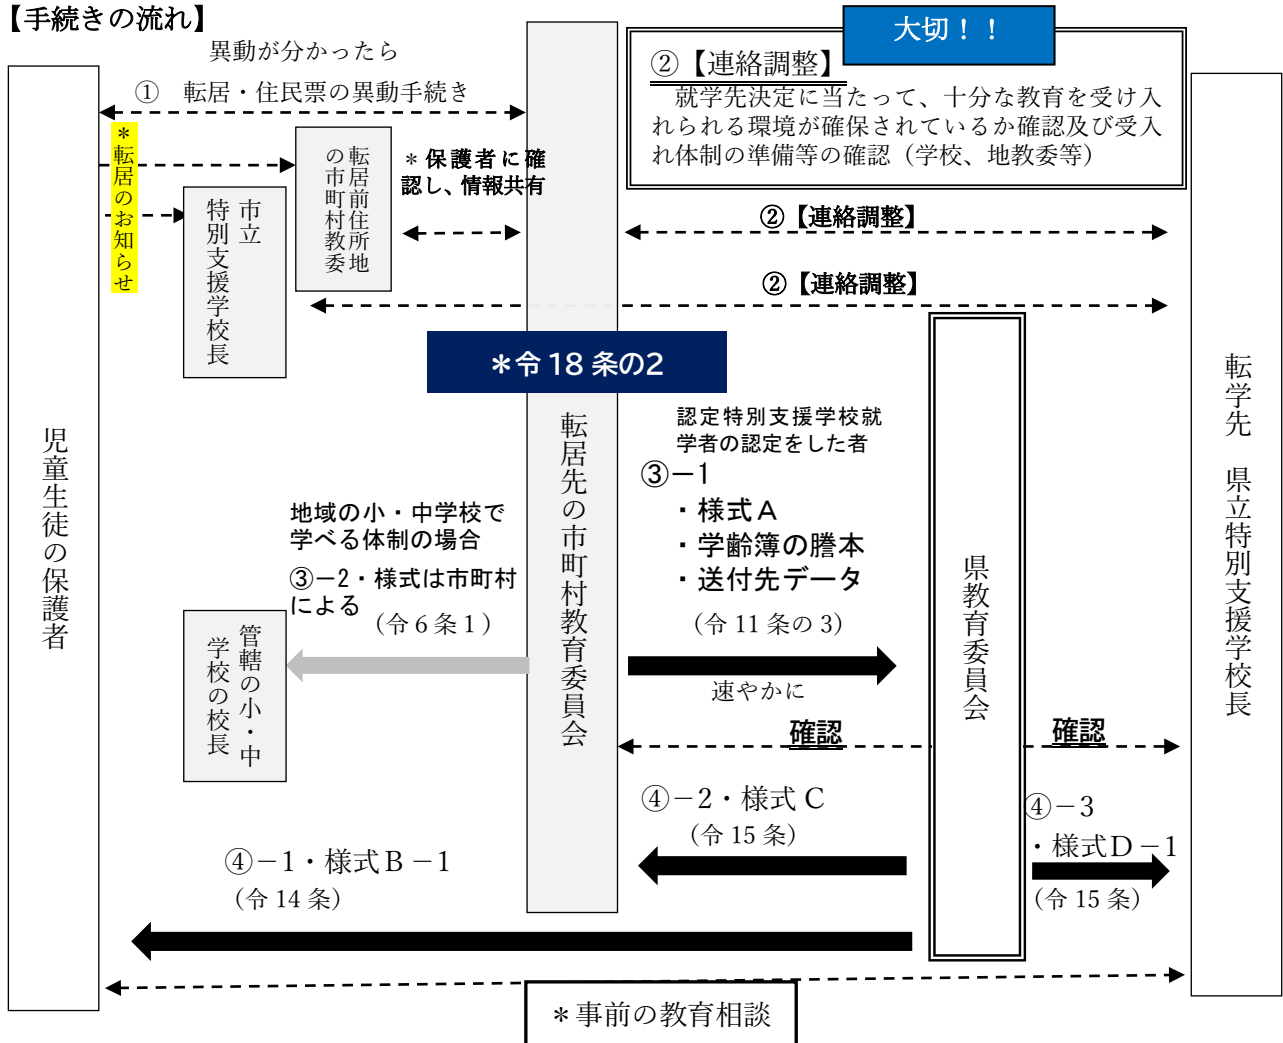 【手続きの流れ】
異動が分かったら
① 転居・住民票の異動手続き
大切！！
②【連絡調整】
就学先決定に当たって、十分な教育を受け入
れられる環境が確保されているか確認及び受入
れ体制の準備等の確認（学校、地教委等）
＊転居のお知らせ
市立
特別支援学校長
転居前住所地
の市町村教委
＊保護者に確
認し、情報共有
②【連絡調整】
②【連絡調整】
＊令 18 条の2
児童生徒の保護者
転居先の市町村教育委員会
県教育委員会
転学先 県立特別支援学校長
認定特別支援学校就
学者の認定をした者
③－1
・様式Ａ
・学齢簿の謄本
・送付先データ
（令 11 条の 3）
速やかに
地域の小・中学校で
学べる体制の場合
③－2・様式は市町村
による
（令６条１）
管轄の小・中
学校の校長
確認
確認
④－2・様式 C
（令 15 条）
④－3
・様式Ｄ－1
（令 15 条）
④－1・様式Ｂ－1
（令 14 条）
＊事前の教育相談